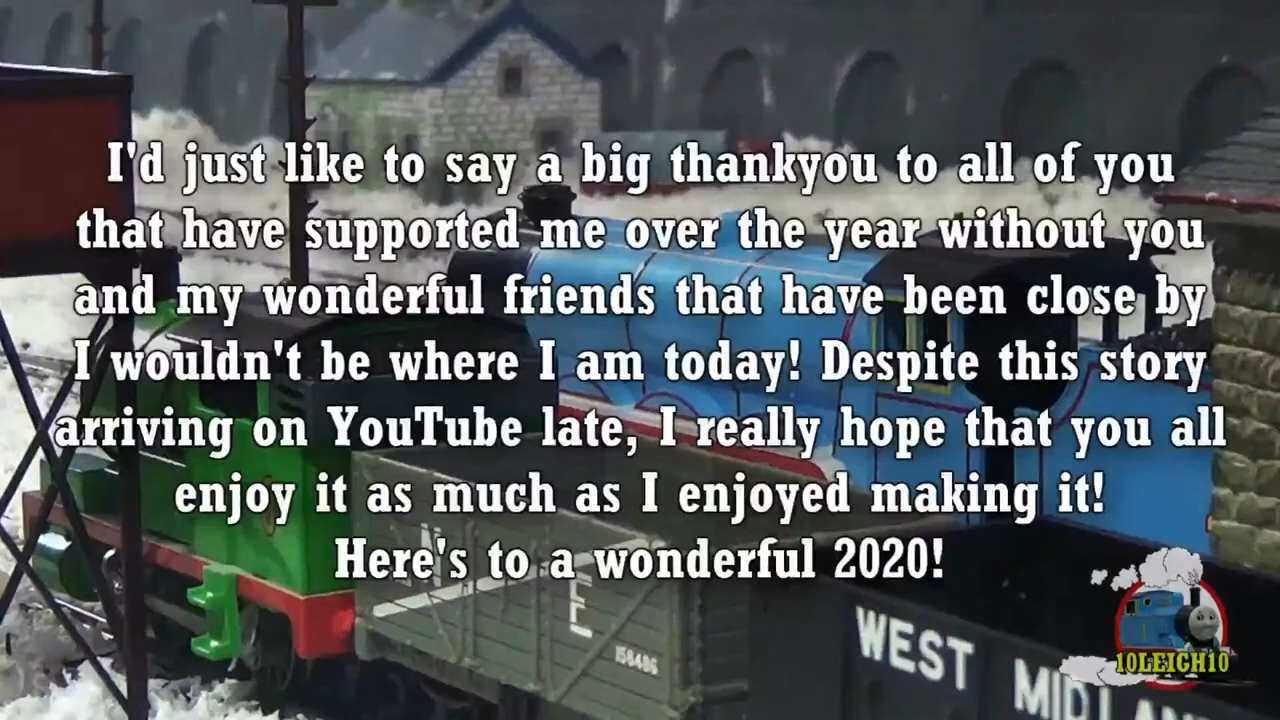 I'd just like to say a big thankyou to all of you
that have supported me over the year without you
and my wonderful friends that have been close by
I wouldn't be where I am today! Despite this story
arriving on YouTube late, I really hope that you all
enjoy it as much as I enjoyed making it!
Here's to a wonderful 2020!
N
E
158486
WEST MIDLAN
10LEIGH10